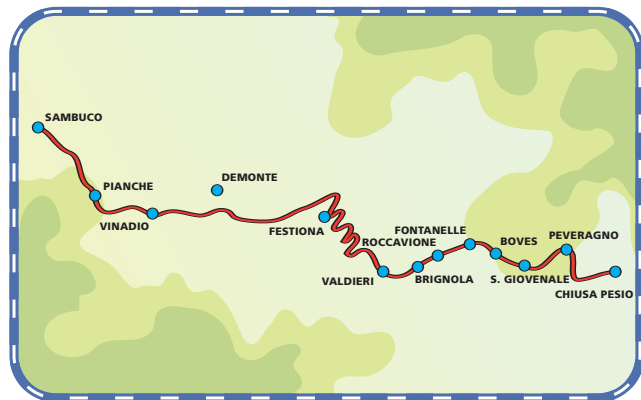 SAMBUCO
PIANCHE
DEMONTE
VINADIO
FESTIONA
FONTANELLE
ROCCAVIONE
BOVES
PEVERAGNO
VALDIERI
BRIGNOLA
S. GIOVENALE
CHIUSA PESIO